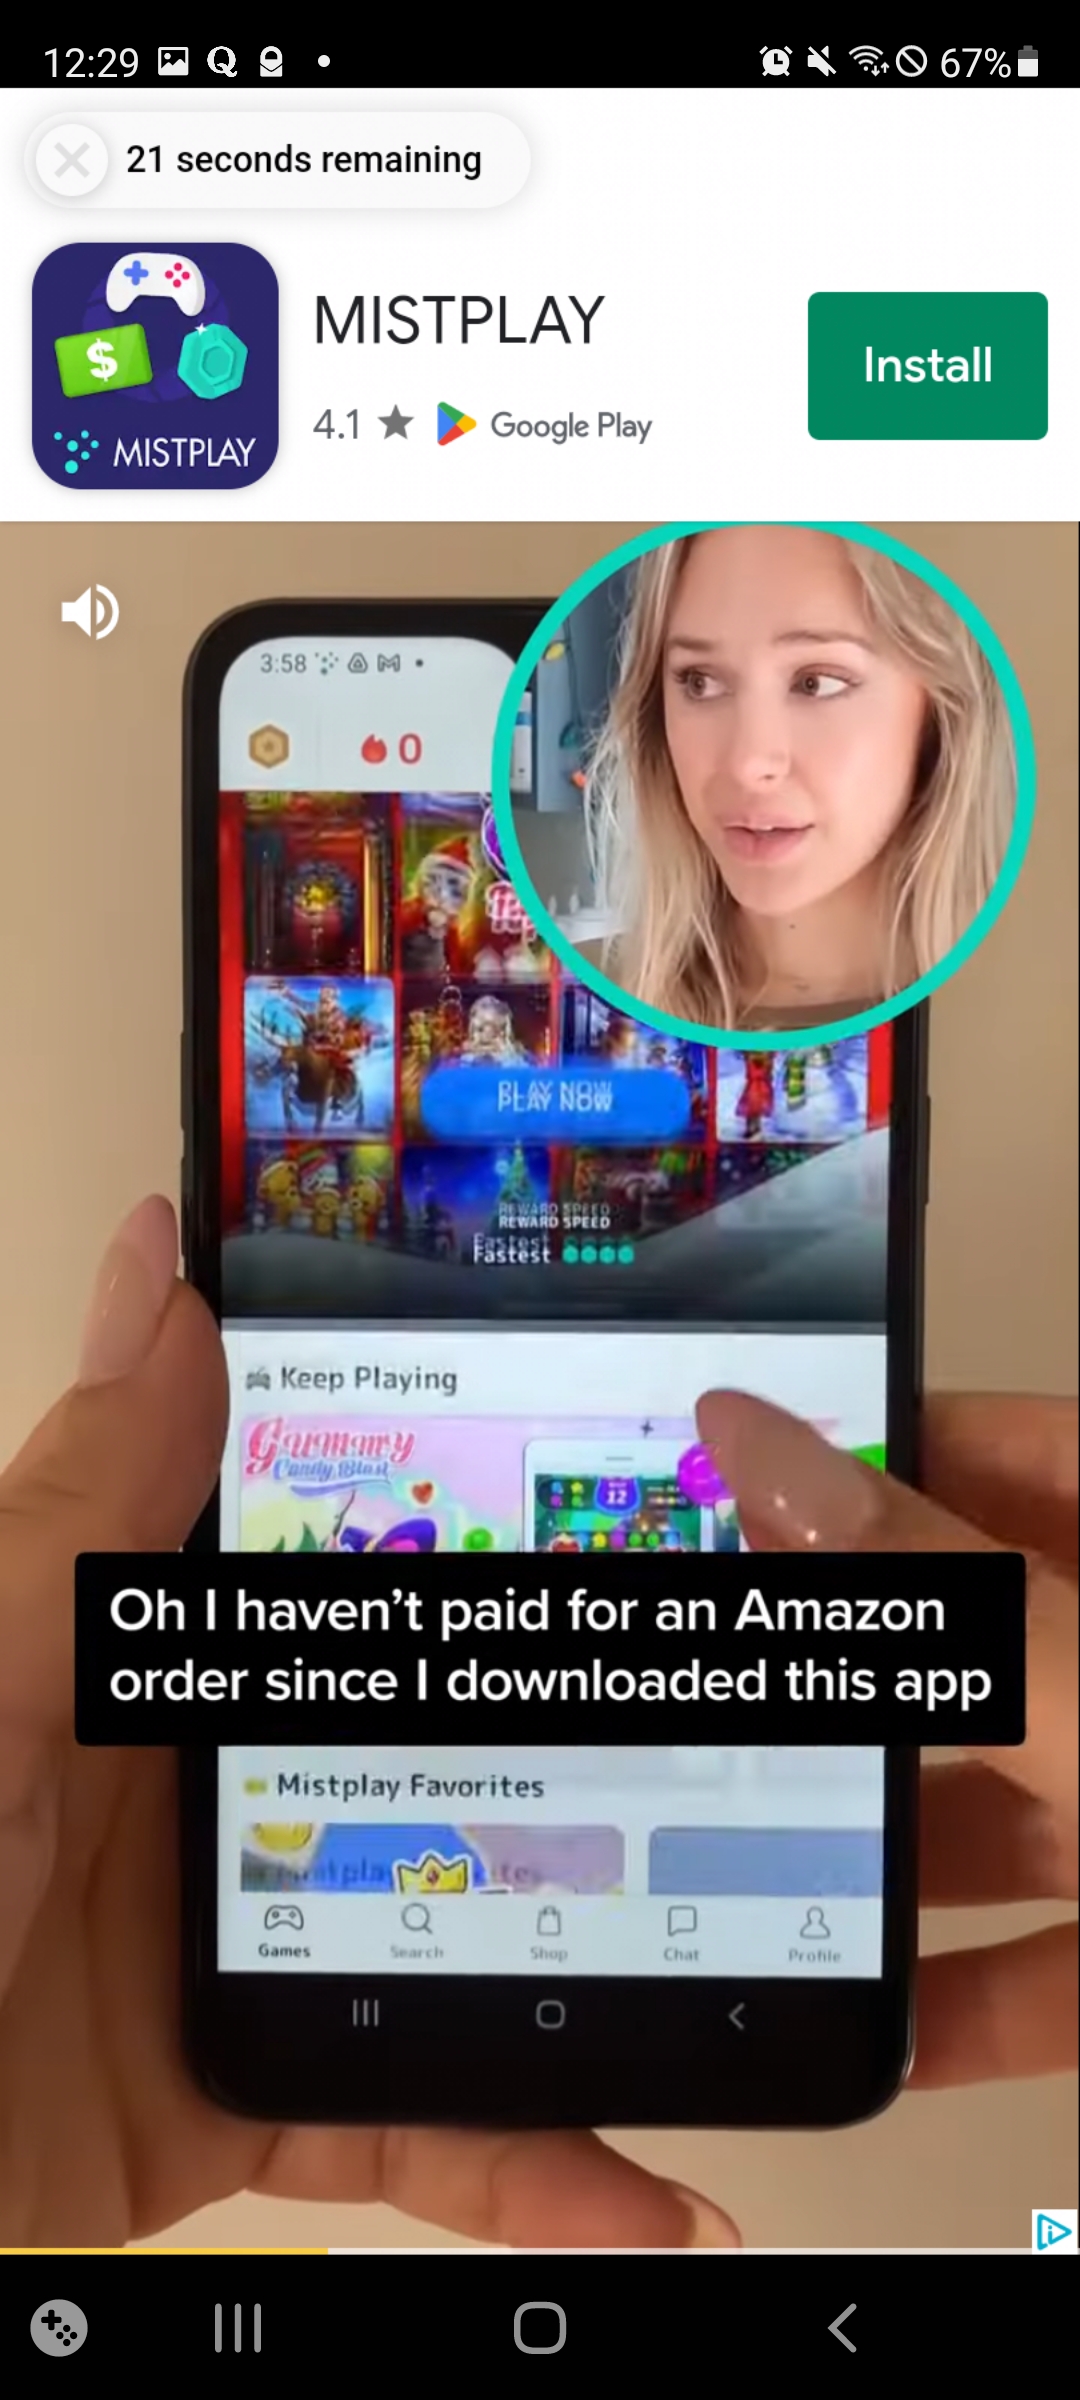 12:29
67%
21 seconds remaining
MISTPLAY
Install
4.1 ★ Google Play
MISTPLAY
3:58
0
PLAY NOW
REWARD SPEED
Fastest
Keep Playing
Gummy
Candy Blast
12
Oh I haven't paid for an Amazon
order since I downloaded this app
Mistplay Favorites
Games
Search
Shop
Chat
Profile